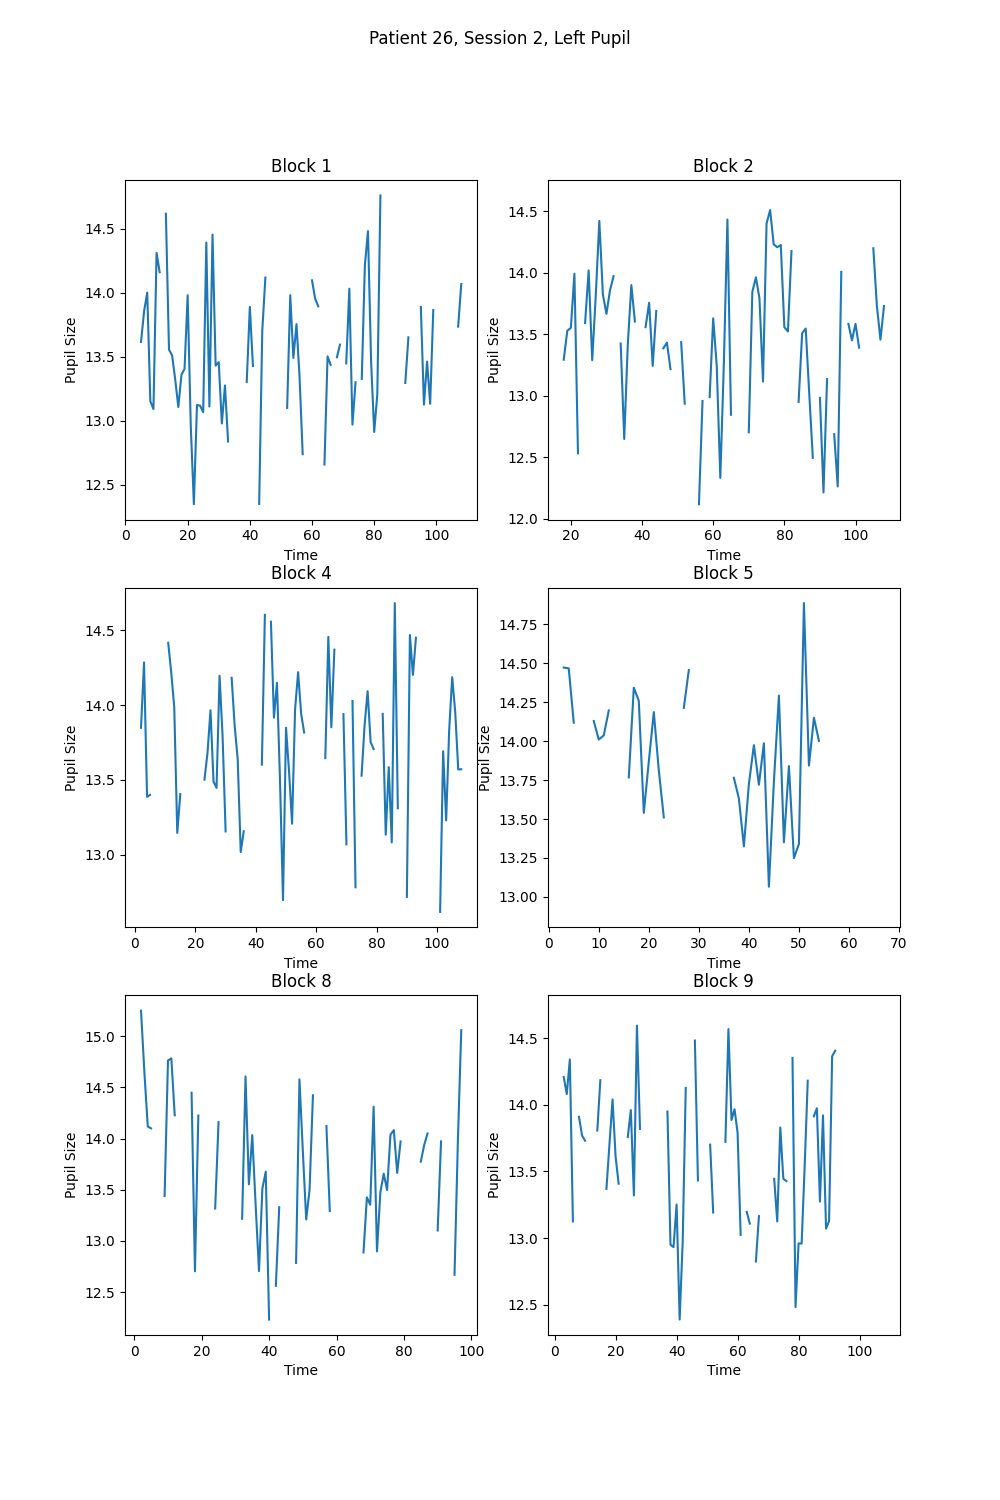 Patient 26, Session 2, Left Pupil
Block 1
Pupil Size
14.5
14.0
13.5
13.0
12.5
0 20 40 60 80 100
Time
Block 2
Pupil Size
14.5
14.0
13.5
13.0
12.5
12.0
20 40 60 80 100
Time
Block 4
Pupil Size
14.5
14.0
13.5
13.0
0 20 40 60 80 100
Time
Block 5
Pupil Size
14.75
14.50
14.25
14.00
13.75
13.50
13.25
13.00
0 10 20 30 40 50 60 70
Time
Block 8
Pupil Size
15.0
14.5
14.0
13.5
13.0
12.5
0 20 40 60 80 100
Time
Block 9
Pupil Size
14.5
14.0
13.5
13.0
12.5
0 20 40 60 80 100
Time